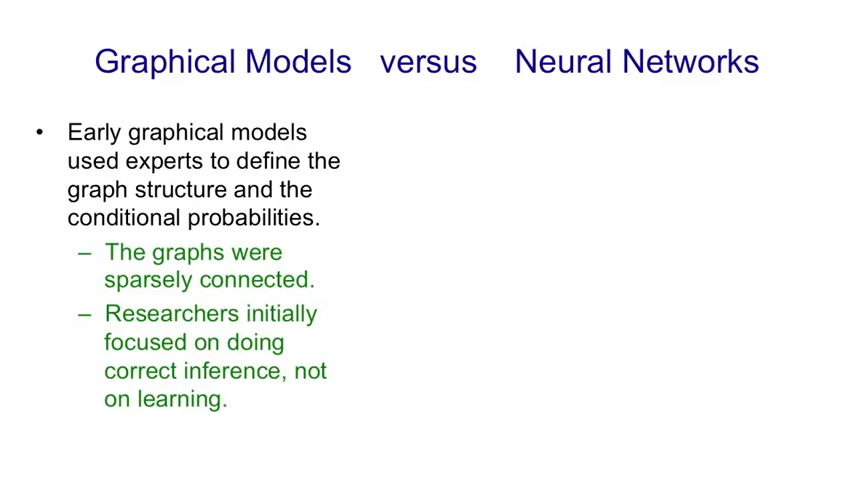 Graphical Models versus Neural Networks
• Early graphical models
used experts to define the
graph structure and the
conditional probabilities.
– The graphs were
sparsely connected.
– Researchers initially
focused on doing
correct inference, not
on learning.